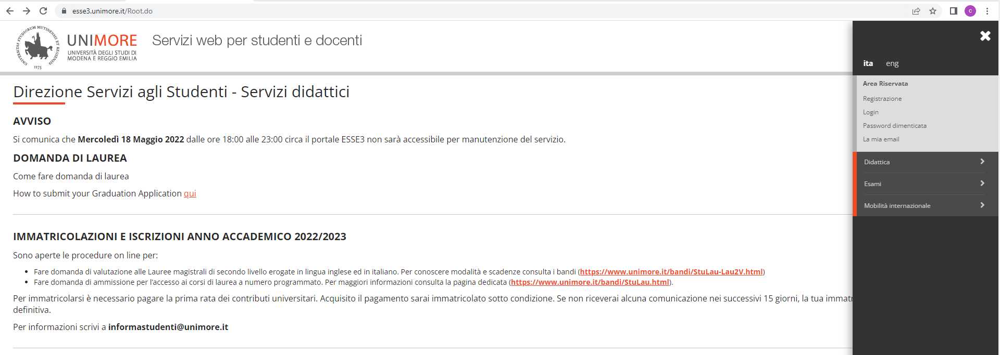 esse3.unimore.it/Root.do
c
UNIVERSITAS STUDIORUM MUTINENSIS ET REGIENSIS
1175
UNIMORE
UNIVERSITÀ DEGLI STUDI DI
MODENA E REGGIO EMILIA
Servizi web per studenti e docenti
ita eng
Area Riservata
Registrazione
Login
Password dimenticata
La mia email
Didattica
Esami
Mobilità internazionale
Direzione Servizi agli Studenti - Servizi didattici
AVVISO
Si comunica che Mercoledì 18 Maggio 2022 dalle ore 18:00 alle 23:00 circa il portale ESSE3 non sarà accessibile per manutenzione del servizio.
DOMANDA DI LAUREA
Come fare domanda di laurea
How to submit your Graduation Application qui
IMMATRICOLAZIONI E ISCRIZIONI ANNO ACCADEMICO 2022/2023
Sono aperte le procedure on line per:
• Fare domanda di valutazione alle Lauree magistrali di secondo livello erogate in lingua inglese ed in italiano. Per conoscere modalità e scadenze consulta i bandi (https://www.unimore.it/bandi/StuLau-Lau2V.html)
• Fare domanda di ammissione per l'accesso ai corsi di laurea a numero programmato. Per maggiori informazioni consulta la pagina dedicata (https://www.unimore.it/bandi/StuLau.html).
Per immatricolarsi è necessario pagare la prima rata dei contributi universitari. Acquisito il pagamento sarai immatricolato sotto condizione. Se non riceverai alcuna comunicazione nei successivi 15 giorni, la tua immat
definitiva.
Per informazioni scrivi a informastudenti@unimore.it